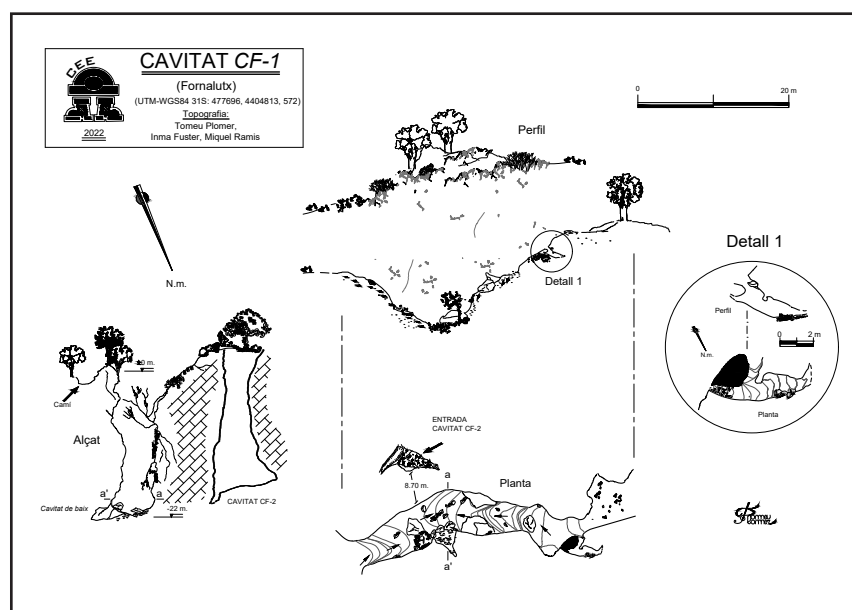 CEE
2022
CAVITAT CF-1
(Fornalutx)
(UTM-WGS84 31S: 477696, 4404813, 572)
Topografia:
Tomeu Plomer,
Inma Fuster, Miquel Ramis
0
20 m
Perfil
N.m.
Detall 1
Detall 1
Perfil
0
2 m
N.m.
Planta
±0 m.
Camí
Alçat
a'
a
Cavitat de baix
-22 m.
CAVITAT CF-2
ENTRADA
CAVITAT CF-2
8.70 m.
a
Planta
a'